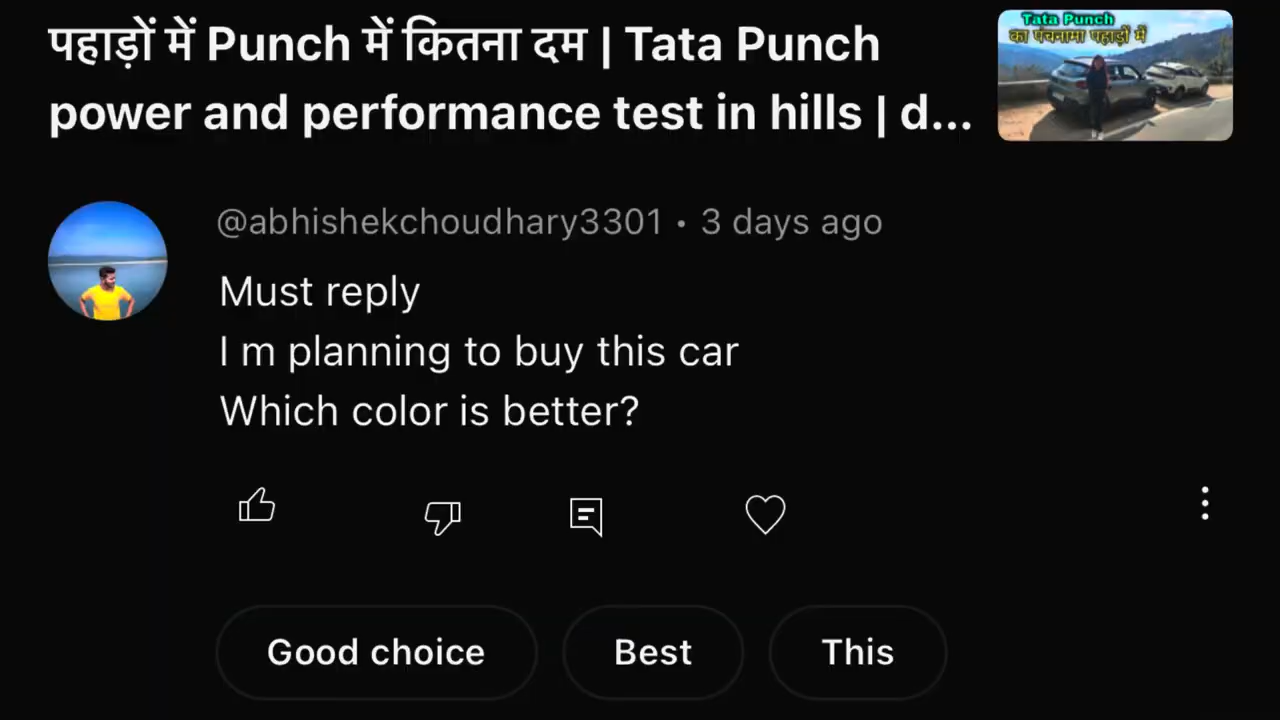 पहाड़ों में Punch में कितना दम | Tata Punch
power and performance test in hills | d...
Tata Punch
का पंचनामा पहाड़ों में
@abhishekchoudhary3301 • 3 days ago
Must reply
I m planning to buy this car
Which color is better?
Good choice
Best
This